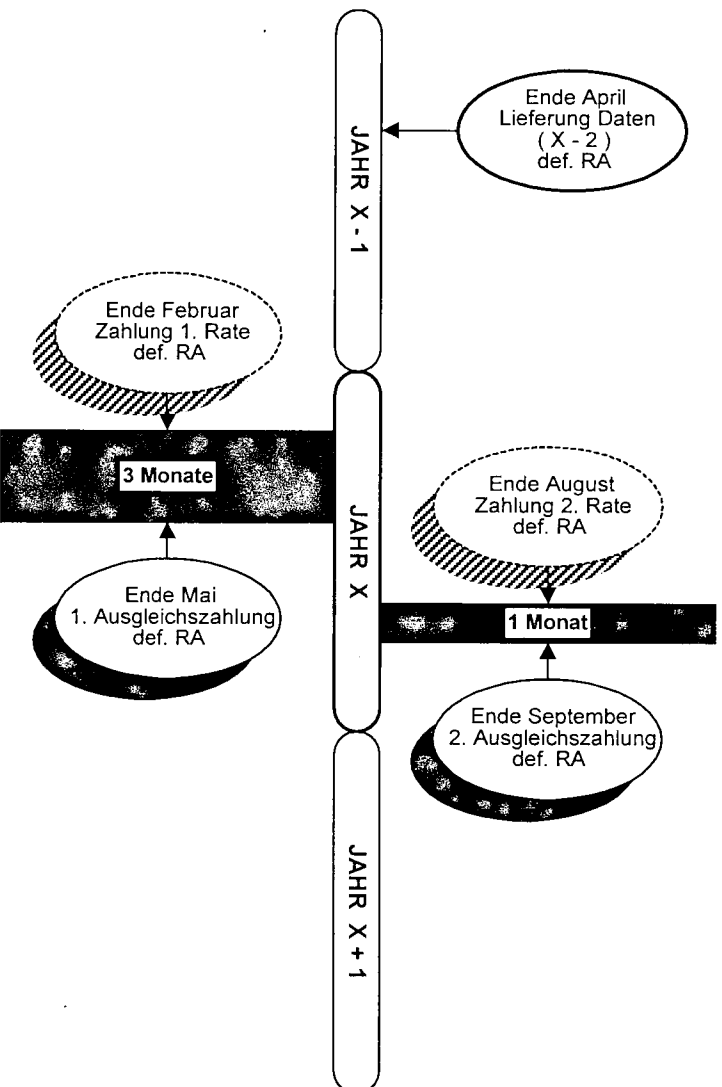 JAHR X - 1
Ende April
Lieferung Daten
( X - 2 )
def. RA
Ende Februar
Zahlung 1. Rate
def. RA
3 Monate
JAHR X
Ende August
Zahlung 2. Rate
def. RA
Ende Mai
1. Ausgleichszahlung
def. RA
1 Monat
Ende September
2. Ausgleichszahlung
def. RA
JAHR X + 1